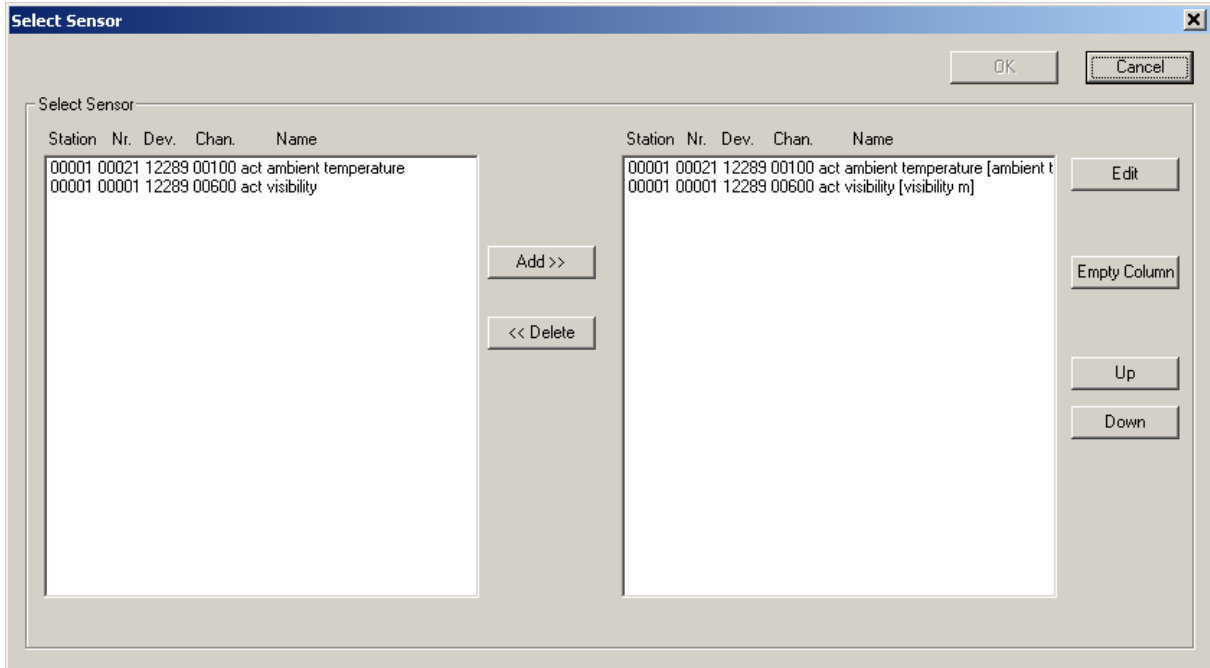 Select Sensor
OK Cancel
Select Sensor
Station Nr. Dev. Chan. Name
00001 00021 12289 00100 act ambient temperature
00001 00001 12289 00600 act visibility
Add >>
<< Delete
Station Nr. Dev. Chan. Name
00001 00021 12289 00100 act ambient temperature [ambient t
00001 00001 12289 00600 act visibility [visibility m]
Edit
Empty Column
Up
Down